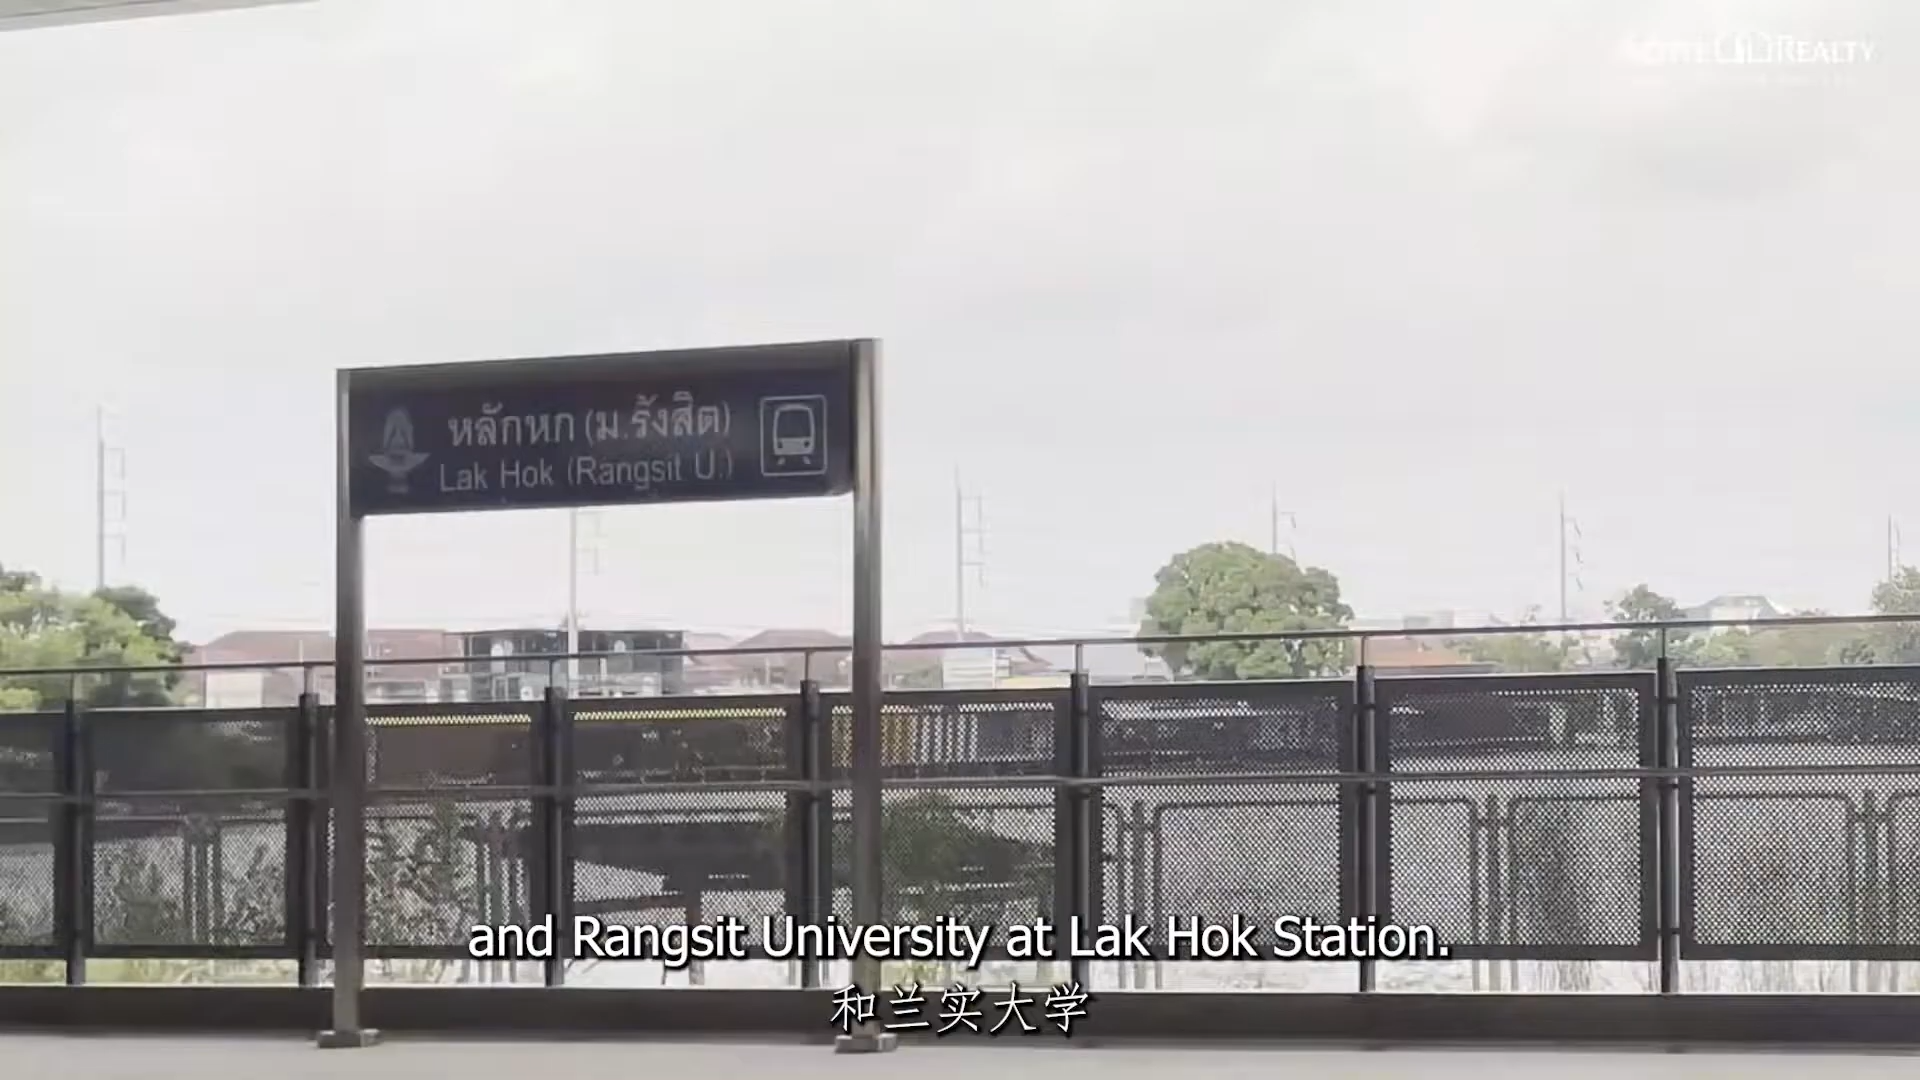 REALTY
หลักหก (ม.รังสิต)
Lak Hok (Rangsit U.)
and Rangsit University at Lak Hok Station.
和兰实大学